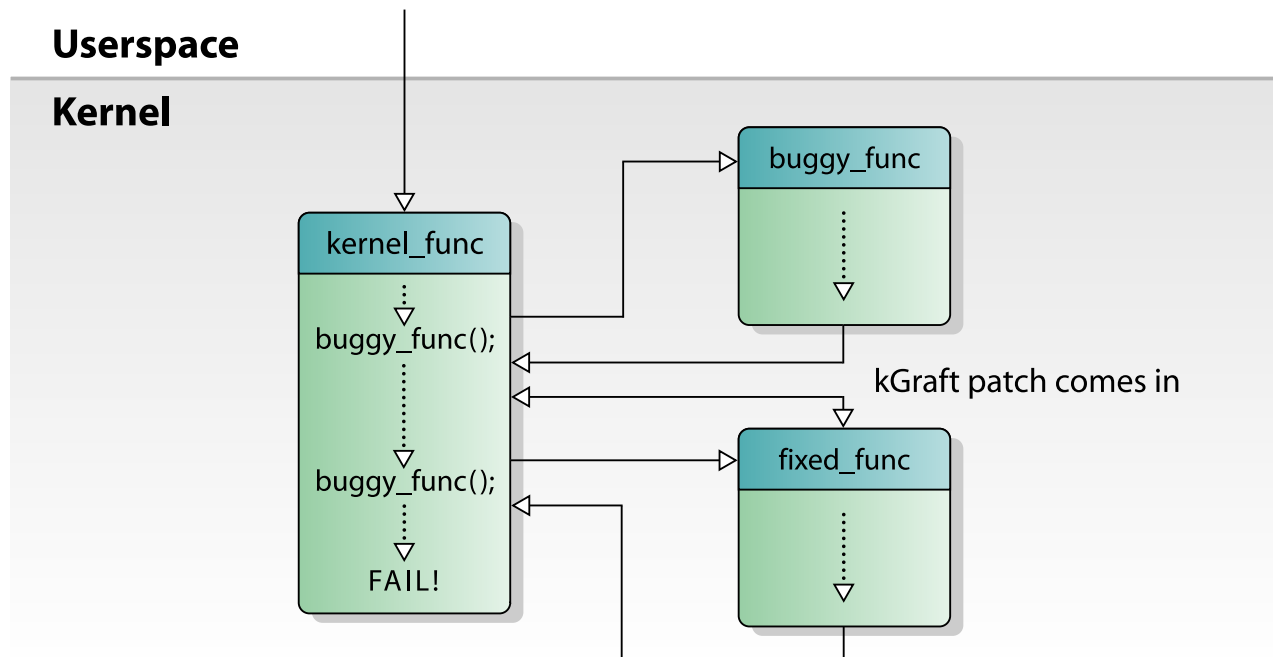 Userspace
Kernel
buggy_func
kernel_func
buggy_func();
kGraft patch comes in
fixed_func
buggy_func();
FAIL!